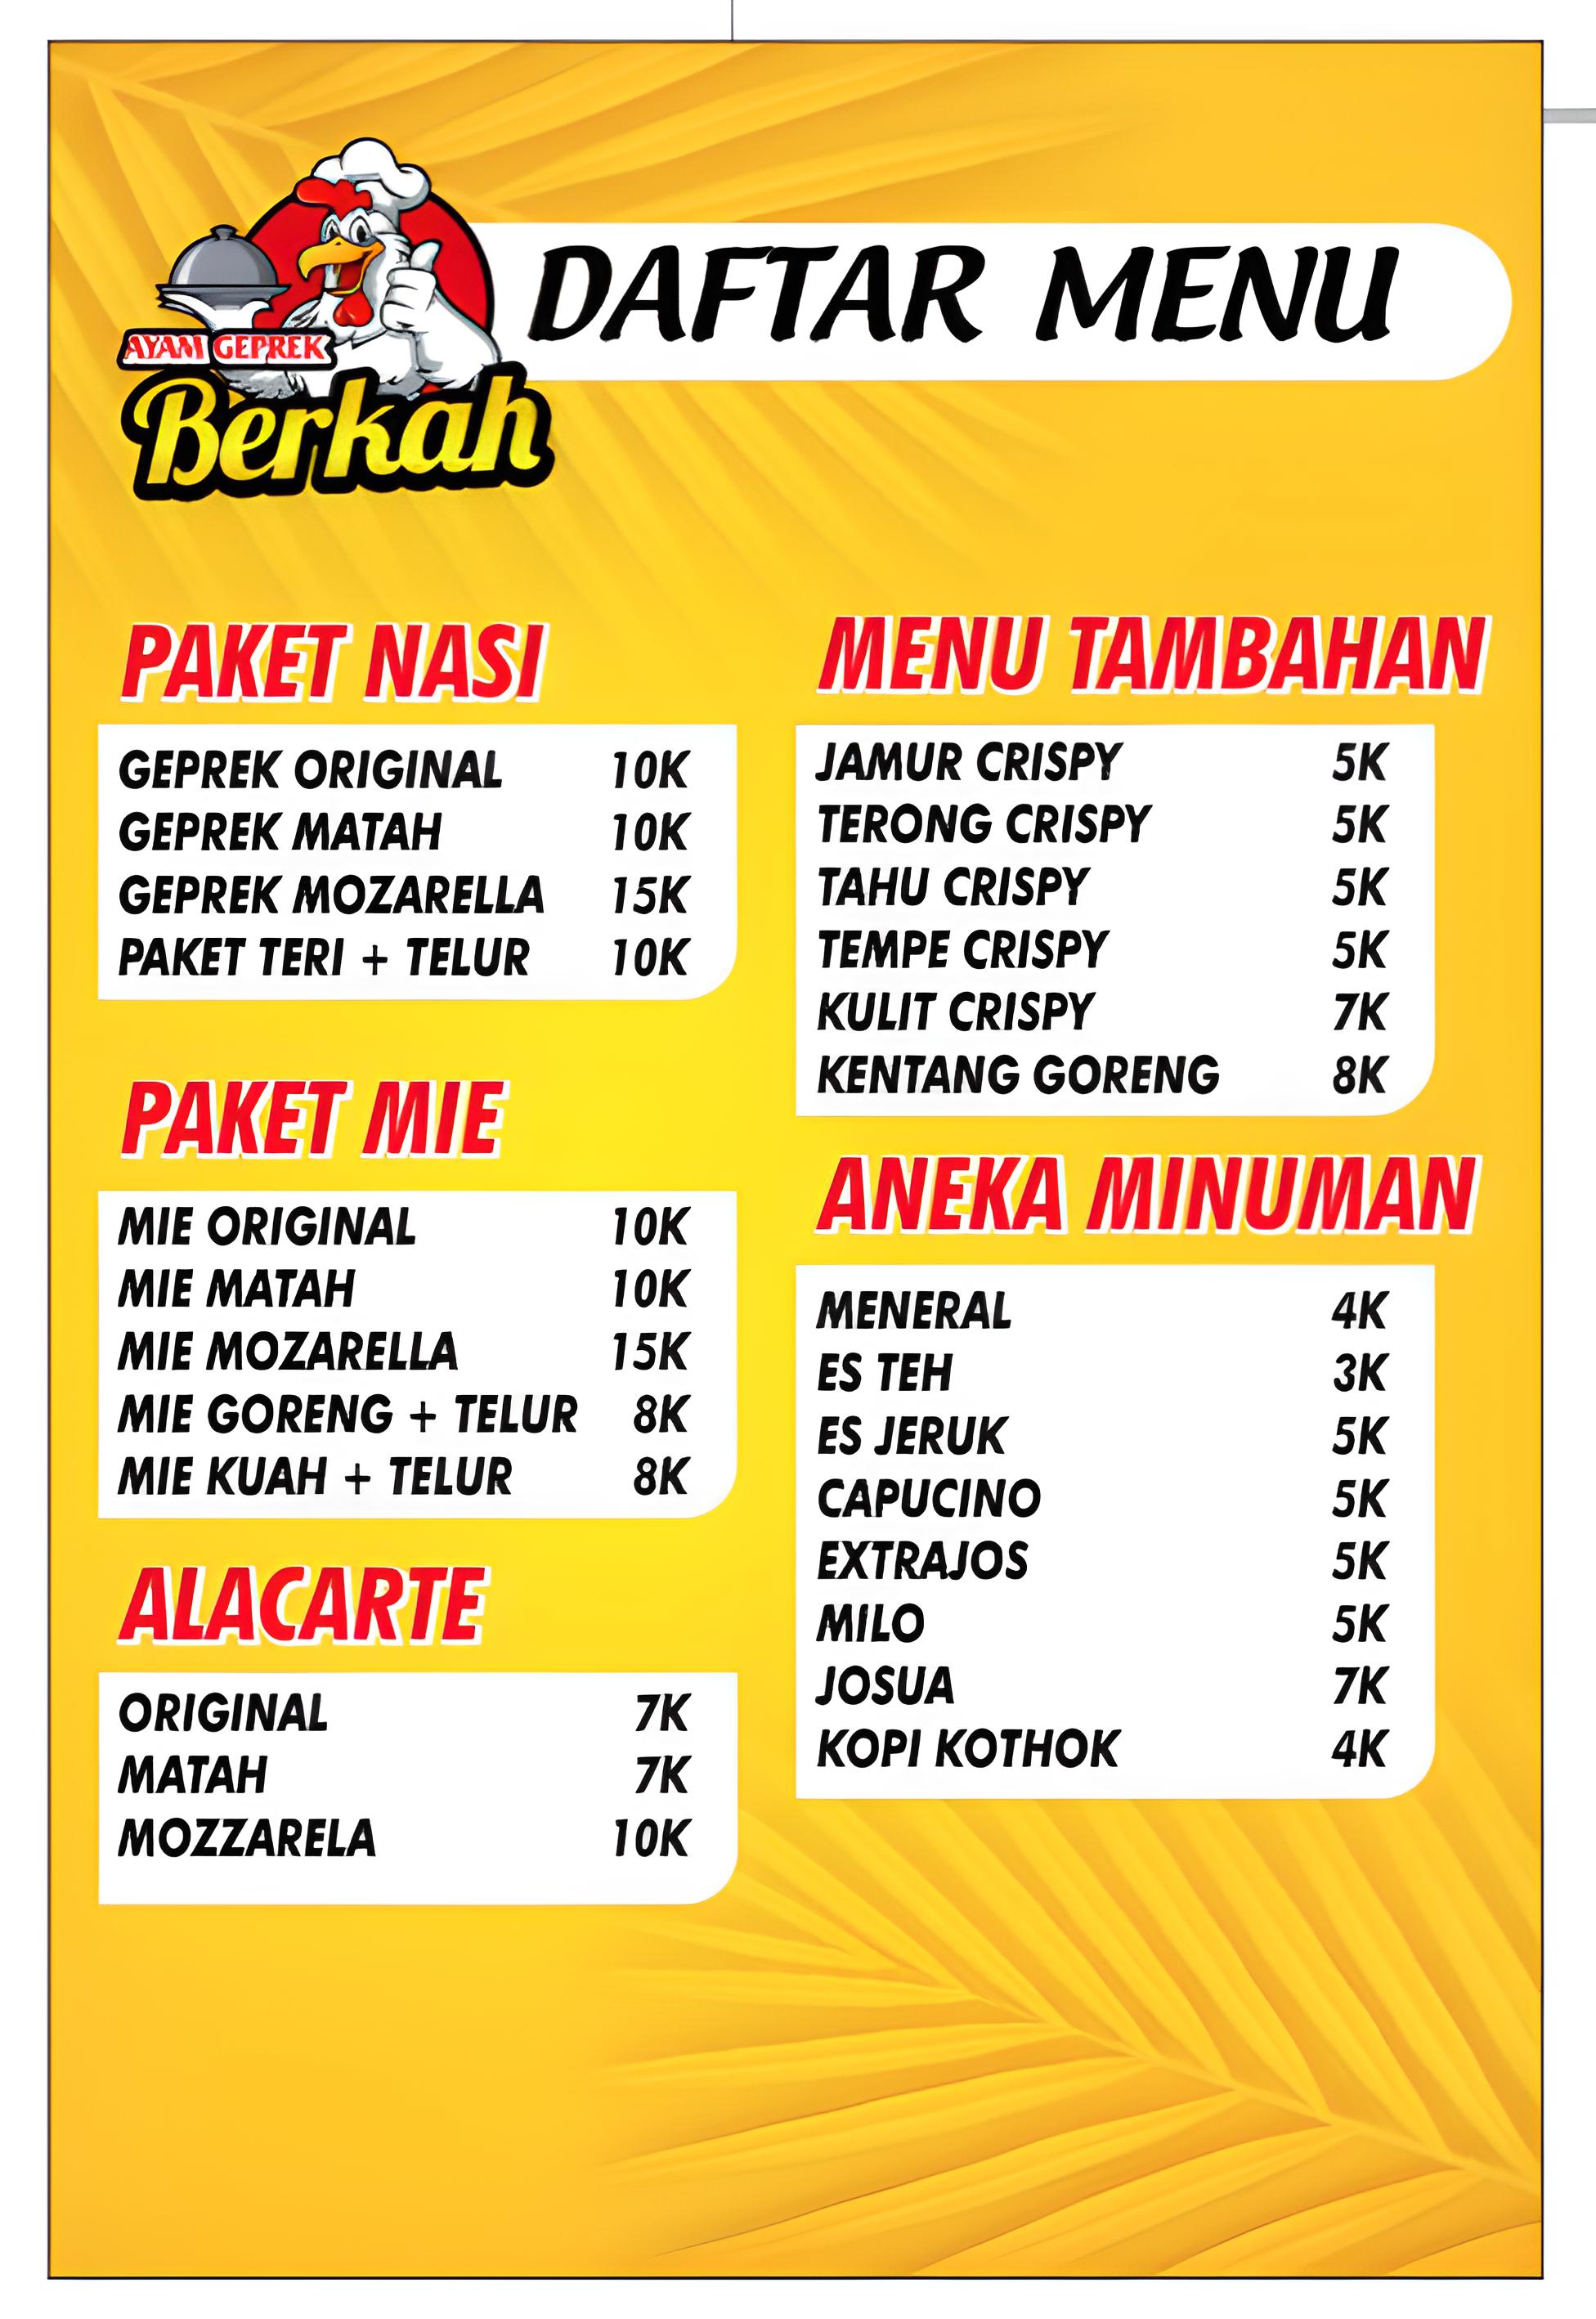 AYAM GEPREK
Berkah
DAFTAR MENU
PAKET NASI
GEPREK ORIGINAL 10K
GEPREK MATAH 10K
GEPREK MOZARELLA 15K
PAKET TERI + TELUR 10K
PAKET MIE
MIE ORIGINAL 10K
MIE MATAH 10K
MIE MOZARELLA 15K
MIE GORENG + TELUR 8K
MIE KUAH + TELUR 8K
ALACARTE
ORIGINAL 7K
MATAH 7K
MOZZARELA 10K
MENU TAMBAHAN
JAMUR CRISPY 5K
TERONG CRISPY 5K
TAHU CRISPY 5K
TEMPE CRISPY 5K
KULIT CRISPY 7K
KENTANG GORENG 8K
ANEKA MINUMAN
MENERAL 4K
ES TEH 3K
ES JERUK 5K
CAPUCINO 5K
EXTRAJOS 5K
MILO 5K
JOSUA 7K
KOPI KOTHOK 4K